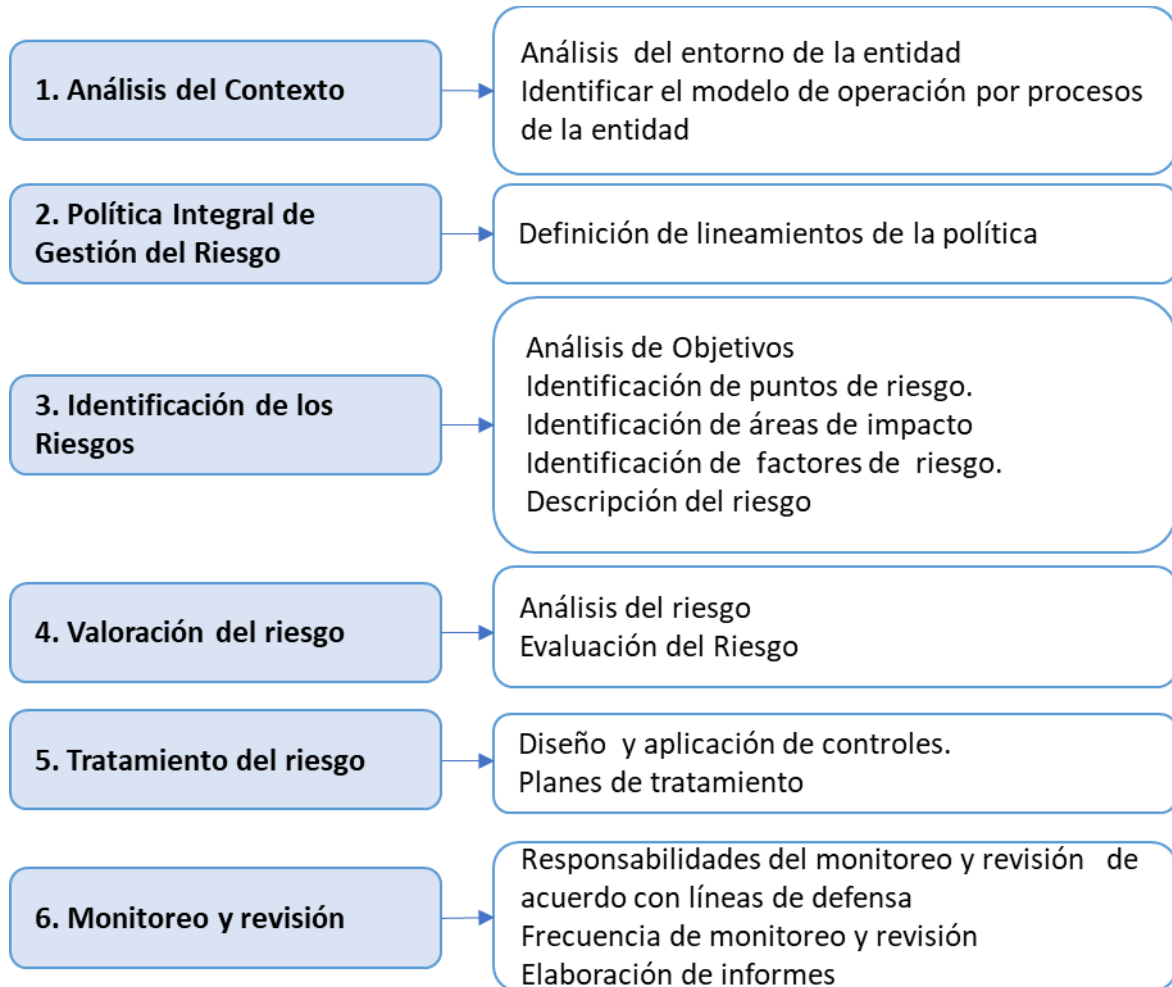 1. Análisis del Contexto
Análisis del entorno de la entidad
Identificar el modelo de operación por procesos
de la entidad
2. Política Integral de
Gestión del Riesgo
Definición de lineamientos de la política
3. Identificación de los
Riesgos
Análisis de Objetivos
Identificación de puntos de riesgo.
Identificación de áreas de impacto
Identificación de factores de riesgo.
Descripción del riesgo
4. Valoración del riesgo
Análisis del riesgo
Evaluación del Riesgo
5. Tratamiento del riesgo
Diseño y aplicación de controles.
Planes de tratamiento
6. Monitoreo y revisión
Responsabilidades del monitoreo y revisión de
acuerdo con líneas de defensa
Frecuencia de monitoreo y revisión
Elaboración de informes